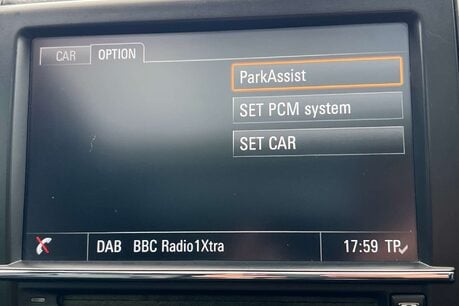 CAR
OPTION
ParkAssist
SET PCM system
SET CAR
DAB BBC Radio1Xtra 17:59 TP